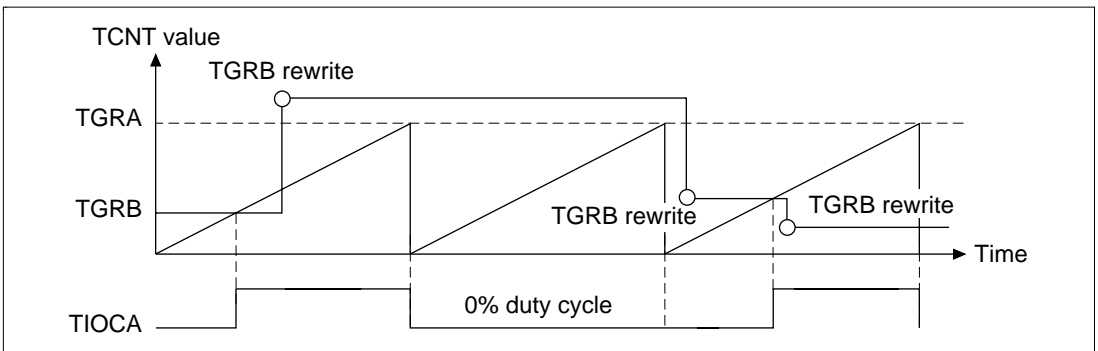 TCNT value
TGRB rewrite
TGRA
TGRB
TGRB rewrite
TGRB rewrite
Time
0% duty cycle
TIOCA